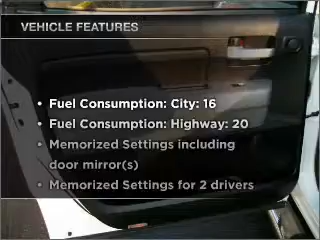 VEHICLE FEATURES
• Fuel Consumption: City: 16
• Fuel Consumption: Highway: 20
• Memorized Settings including
door mirror(s)
• Memorized Settings for 2 drivers